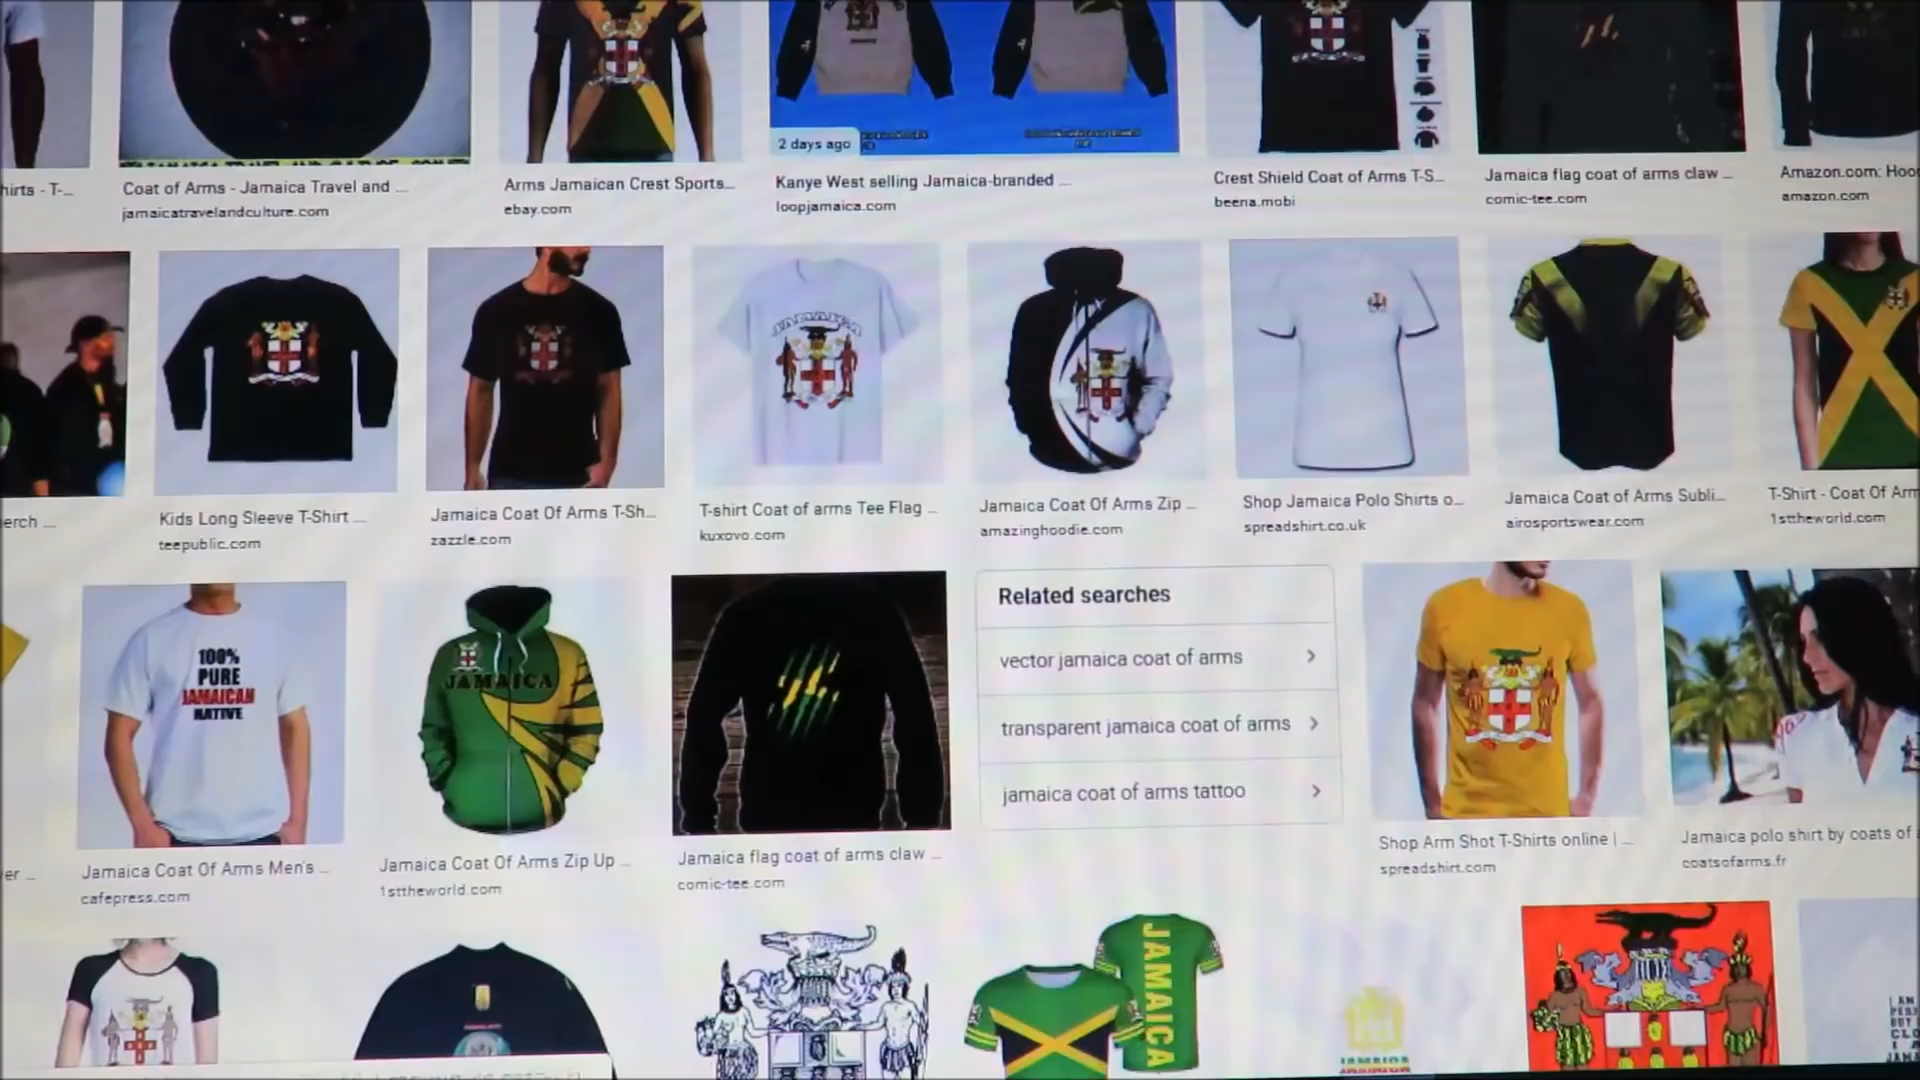 2 days ago
hirts - T-...
Coat of Arms - Jamaica Travel and ...
jamaicatravelandculture.com
Arms Jamaican Crest Sports...
ebay.com
Kanye West selling Jamaica-branded ...
loopjamaica.com
Crest Shield Coat of Arms T-S...
beena.mobi
Jamaica flag coat of arms claw ...
comic-tee.com
Amazon.com: Hoo
amazon.com
JAMAICA
erch ...
Kids Long Sleeve T-Shirt ...
teepublic.com
Jamaica Coat Of Arms T-Sh...
zazzle.com
T-shirt Coat of arms Tee Flag ...
kuxovo.com
Jamaica Coat Of Arms Zip ...
amazinghoodie.com
Shop Jamaica Polo Shirts o...
spreadshirt.co.uk
Jamaica Coat of Arms Subli...
airosportswear.com
T-Shirt - Coat Of Arm
1sttheworld.com
100%
PURE
JAMAICAN
NATIVE
JAMAICA
Related searches
vector jamaica coat of arms
transparent jamaica coat of arms
jamaica coat of arms tattoo
er ...
Jamaica Coat Of Arms Men's ...
cafepress.com
Jamaica Coat Of Arms Zip Up ...
1sttheworld.com
Jamaica flag coat of arms claw ...
comic-tee.com
Shop Arm Shot T-Shirts online | ...
spreadshirt.com
Jamaica polo shirt by coats of a
coatsofarms.fr
JAMAICA
JAMAICA